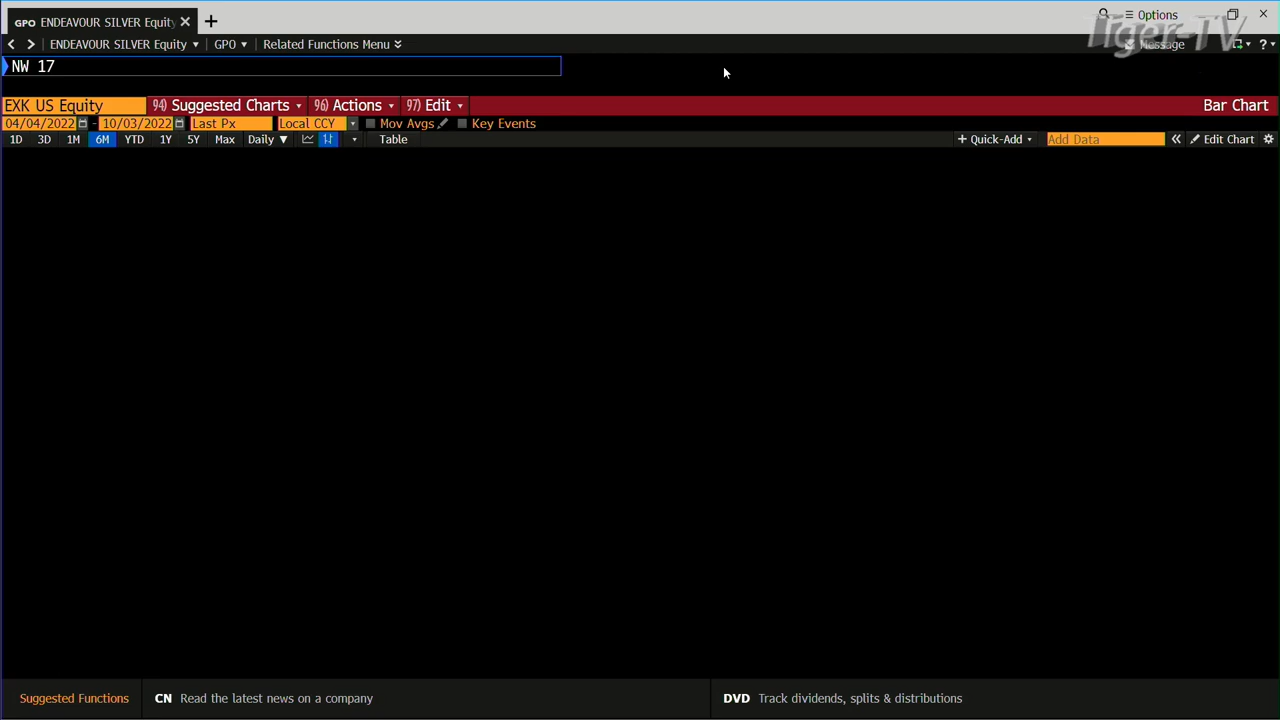 GPO ENDEAVOUR SILVER Equity
Options
Tiger-TV
ENDEAVOUR SILVER Equity GPO Related Functions Menu Message ?
NW 17
EXK US Equity 94) Suggested Charts 96) Actions 97) Edit Bar Chart
04/04/2022 - 10/03/2022 Last Px Local CCY Mov Avgs Key Events
1D 3D 1M 6M YTD 1Y 5Y Max Daily Table + Quick-Add Add Data « Edit Chart
Suggested Functions CN Read the latest news on a company DVD Track dividends, splits & distributions